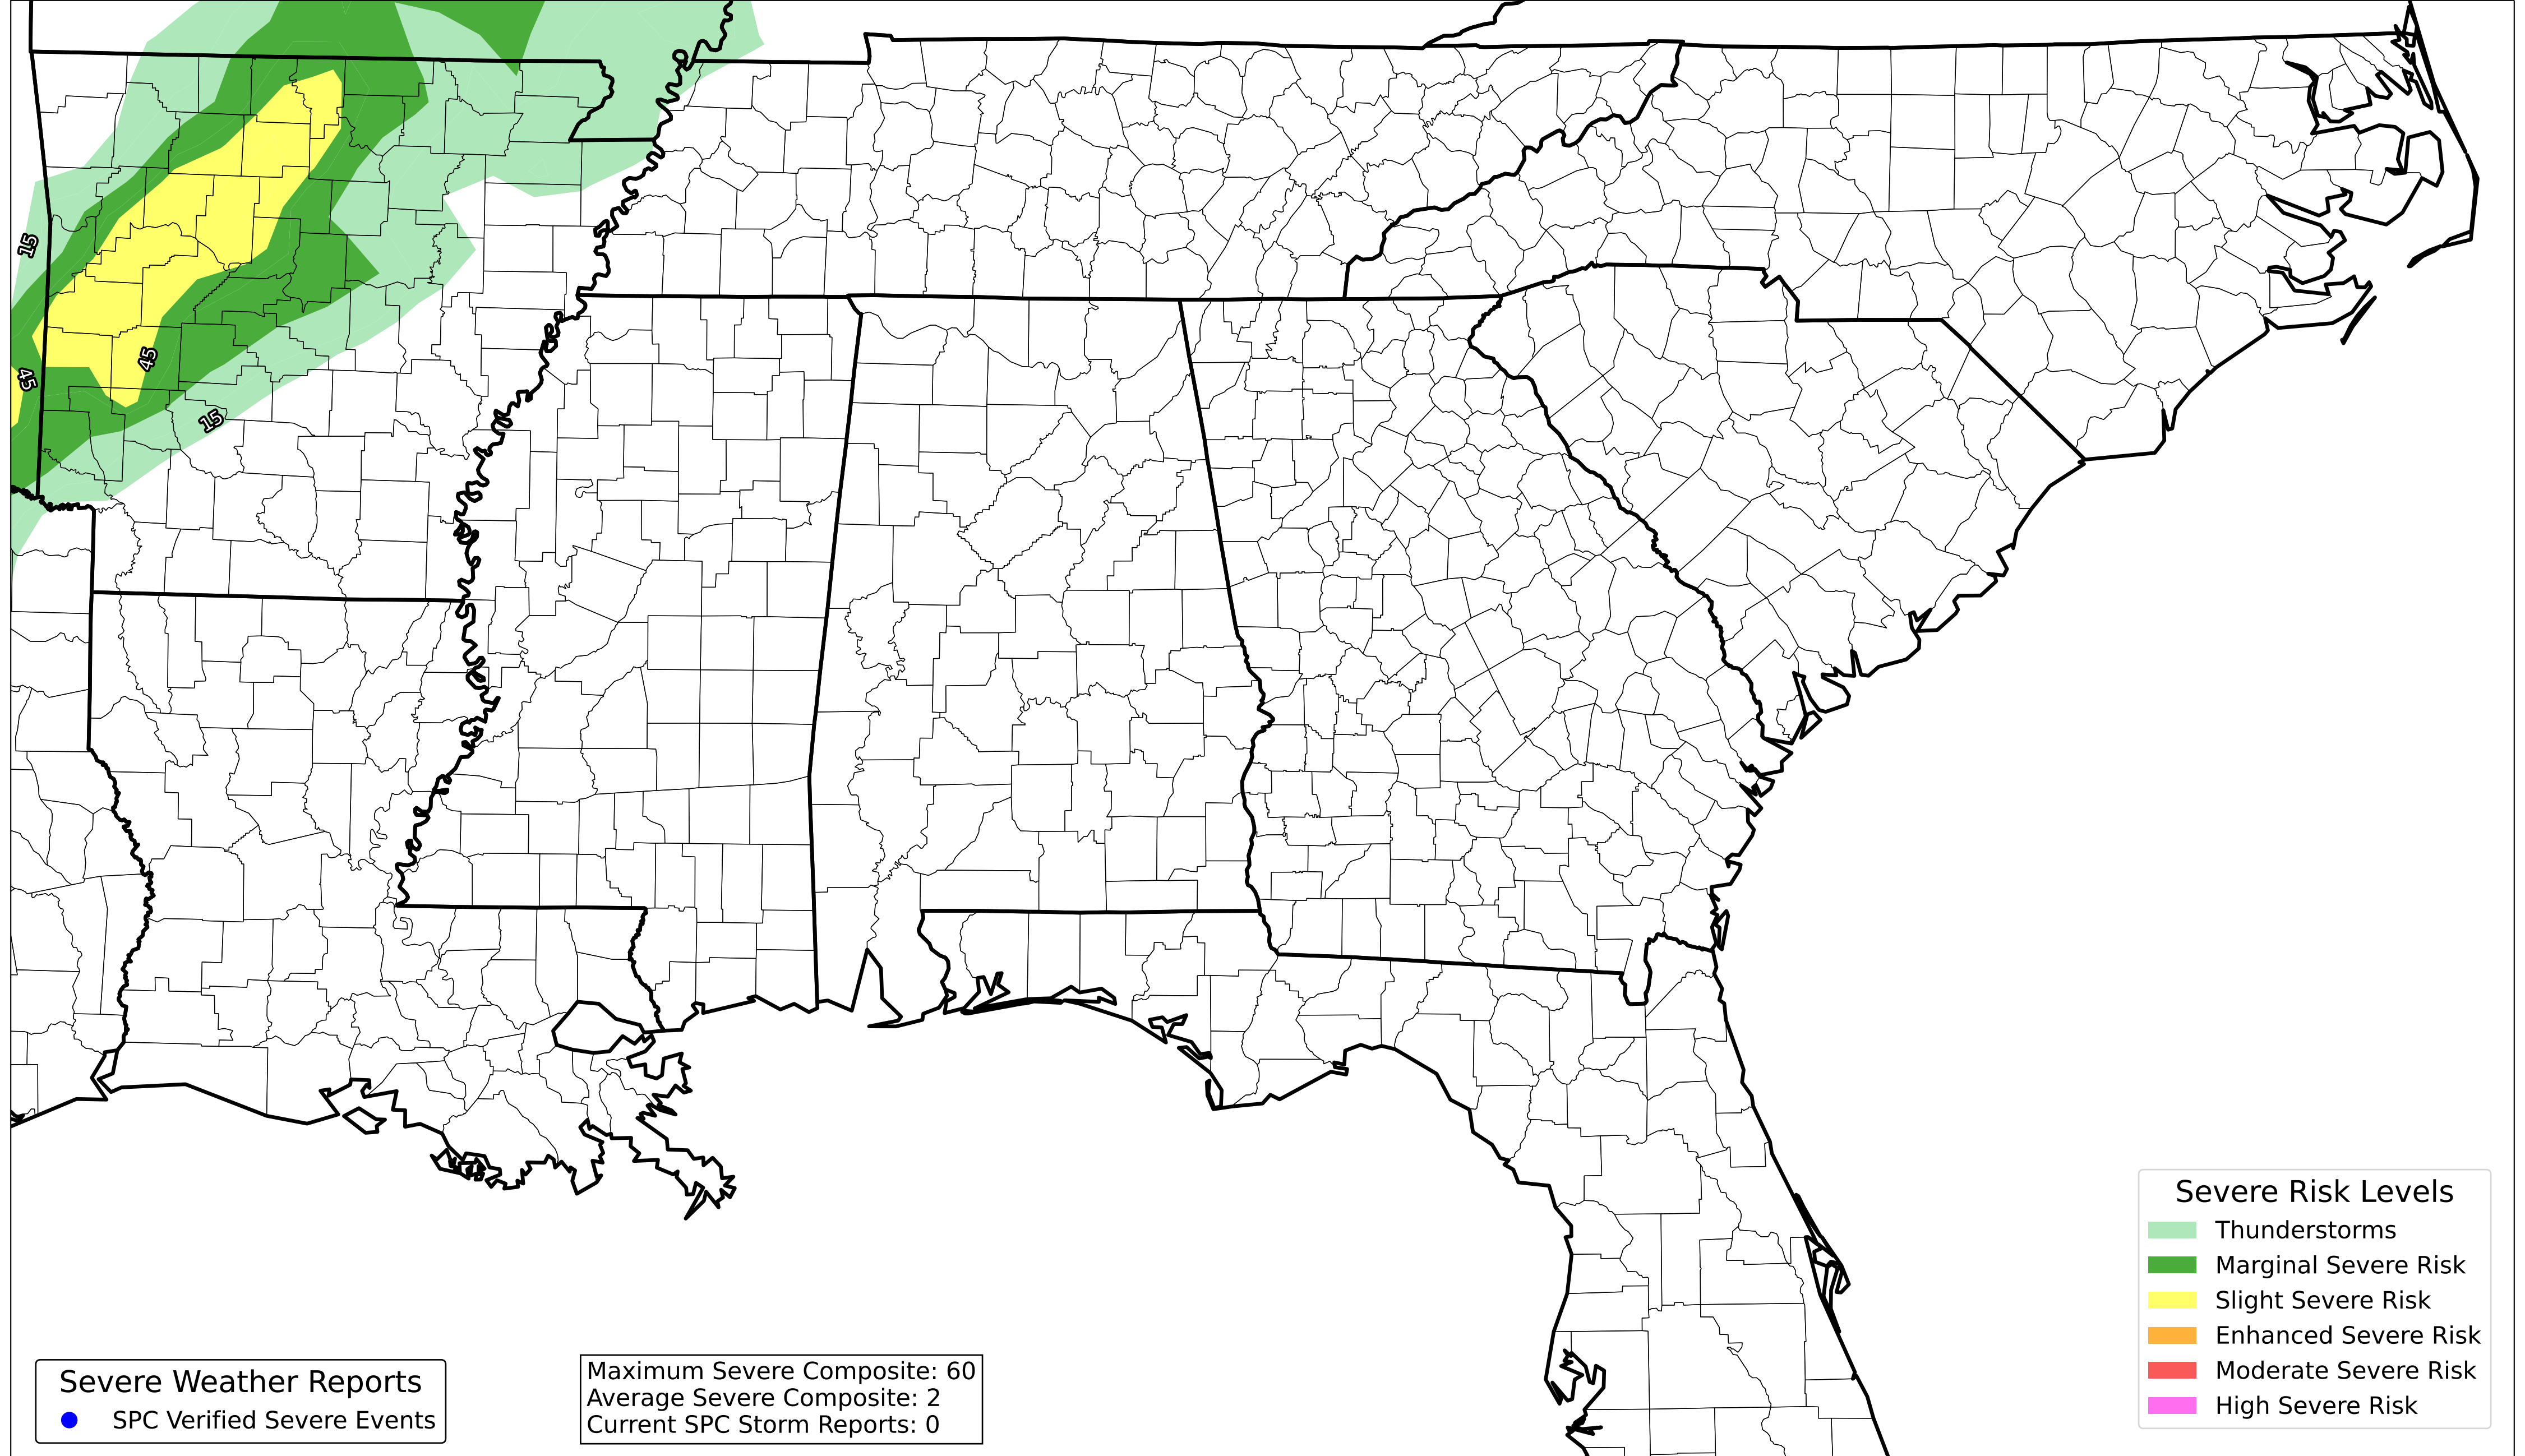 15
45
45
15
Severe Risk Levels
Thunderstorms
Marginal Severe Risk
Slight Severe Risk
Enhanced Severe Risk
Moderate Severe Risk
High Severe Risk
Severe Weather Reports
SPC Verified Severe Events
Maximum Severe Composite: 60
Average Severe Composite: 2
Current SPC Storm Reports: 0